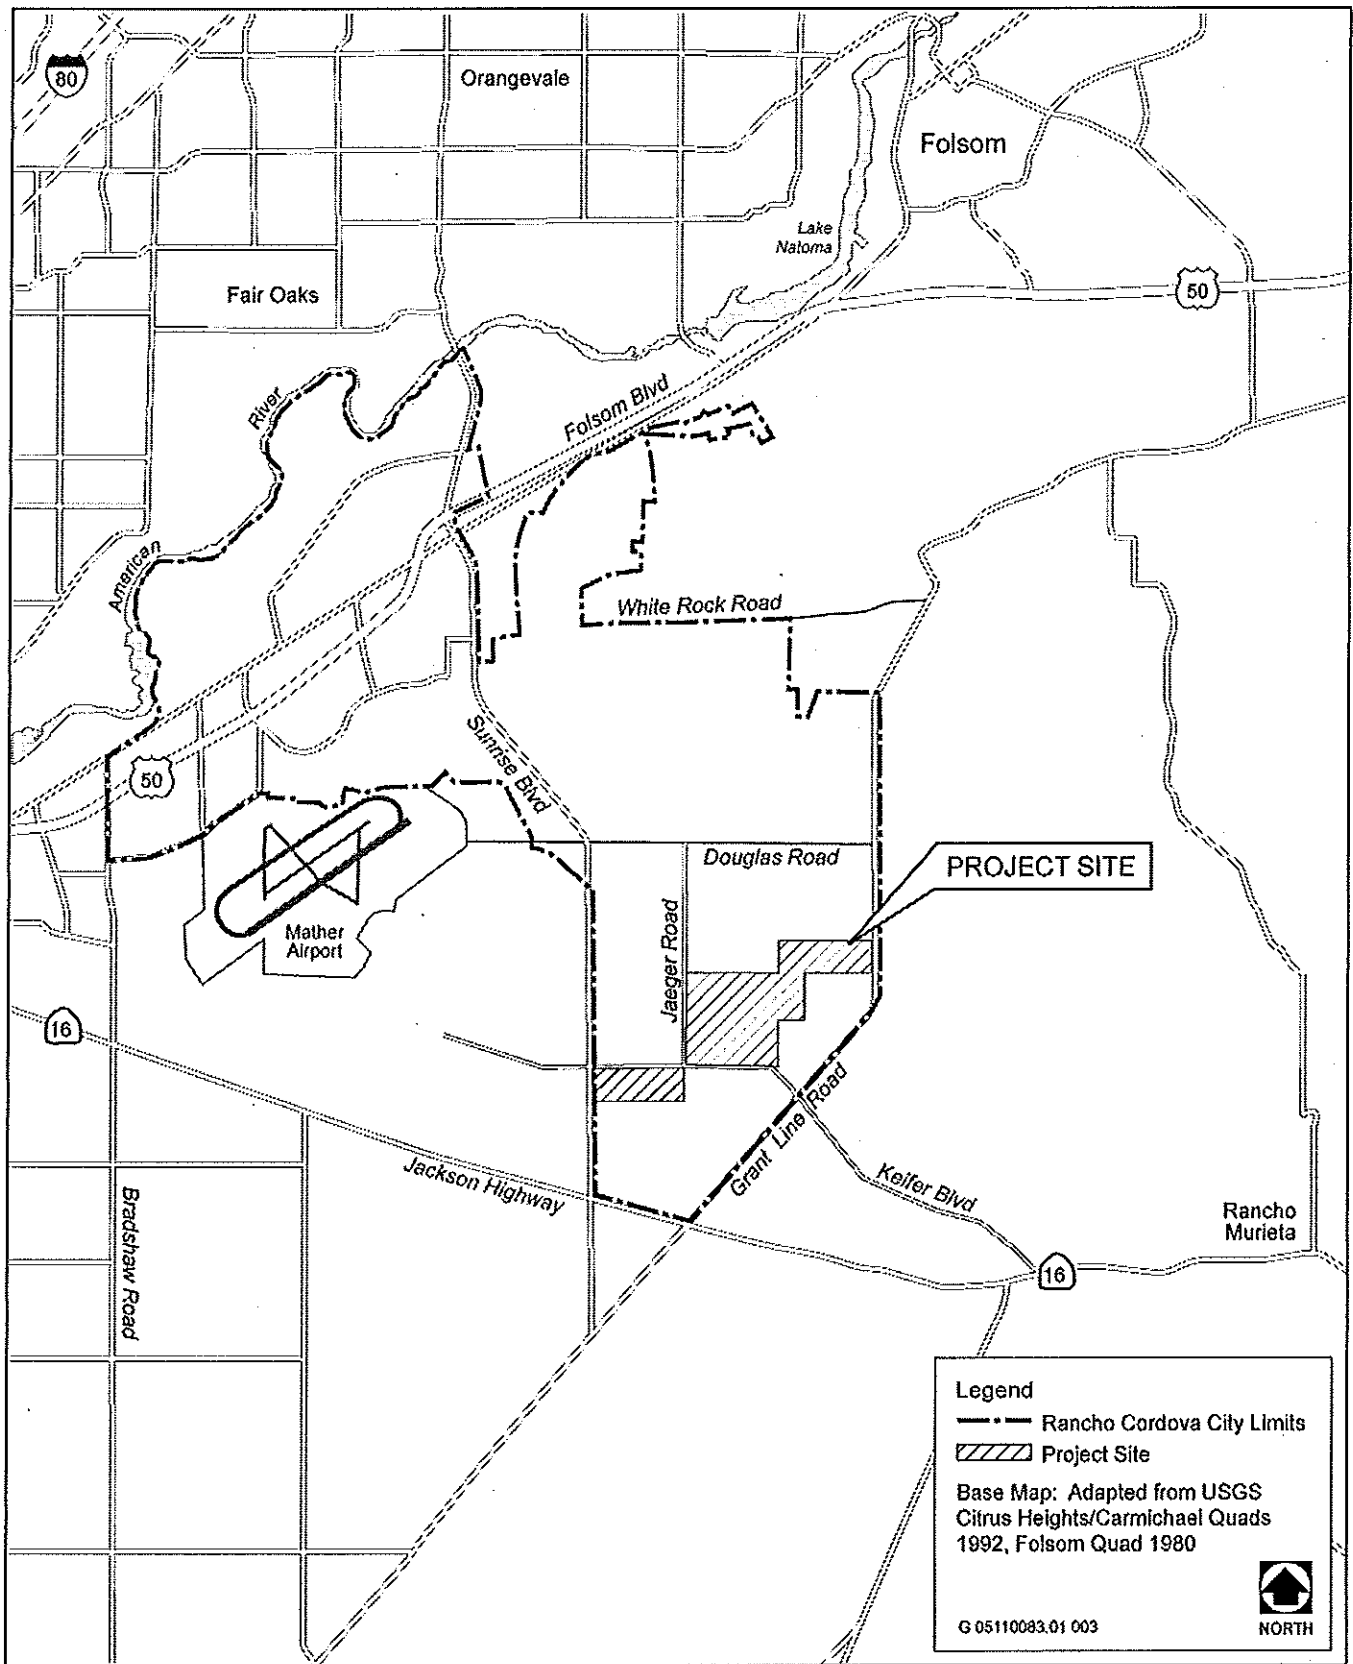 80
Orangevale
Folsom
Lake
Natoma
50
Fair Oaks
River
Folsom Blvd
American
White Rock Road
Sunrise Blvd
50
Douglas Road
PROJECT SITE
Mather
Airport
Jaeger Road
16
Grant Line Road
Jackson Highway
Keifer Blvd
Bradshaw Road
Rancho
Murieta
16
Legend
Rancho Cordova City Limits
Project Site
Base Map: Adapted from USGS
Citrus Heights/Carmichael Quads
1992, Folsom Quad 1980
G 05110083.01 003
NORTH